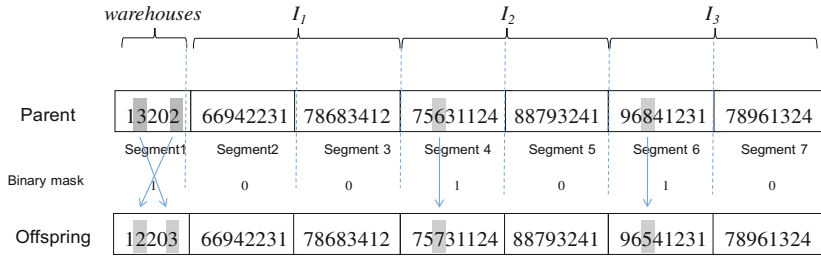 warehouses I1 I2 I3
Parent 13202 66942231 78683412 75631124 88793241 96841231 78961324
Segment1 Segment2 Segment 3 Segment 4 Segment 5 Segment 6 Segment 7
Binary mask 1 0 0 1 0 1 0
Offspring 12203 66942231 78683412 75731124 88793241 96541231 78961324